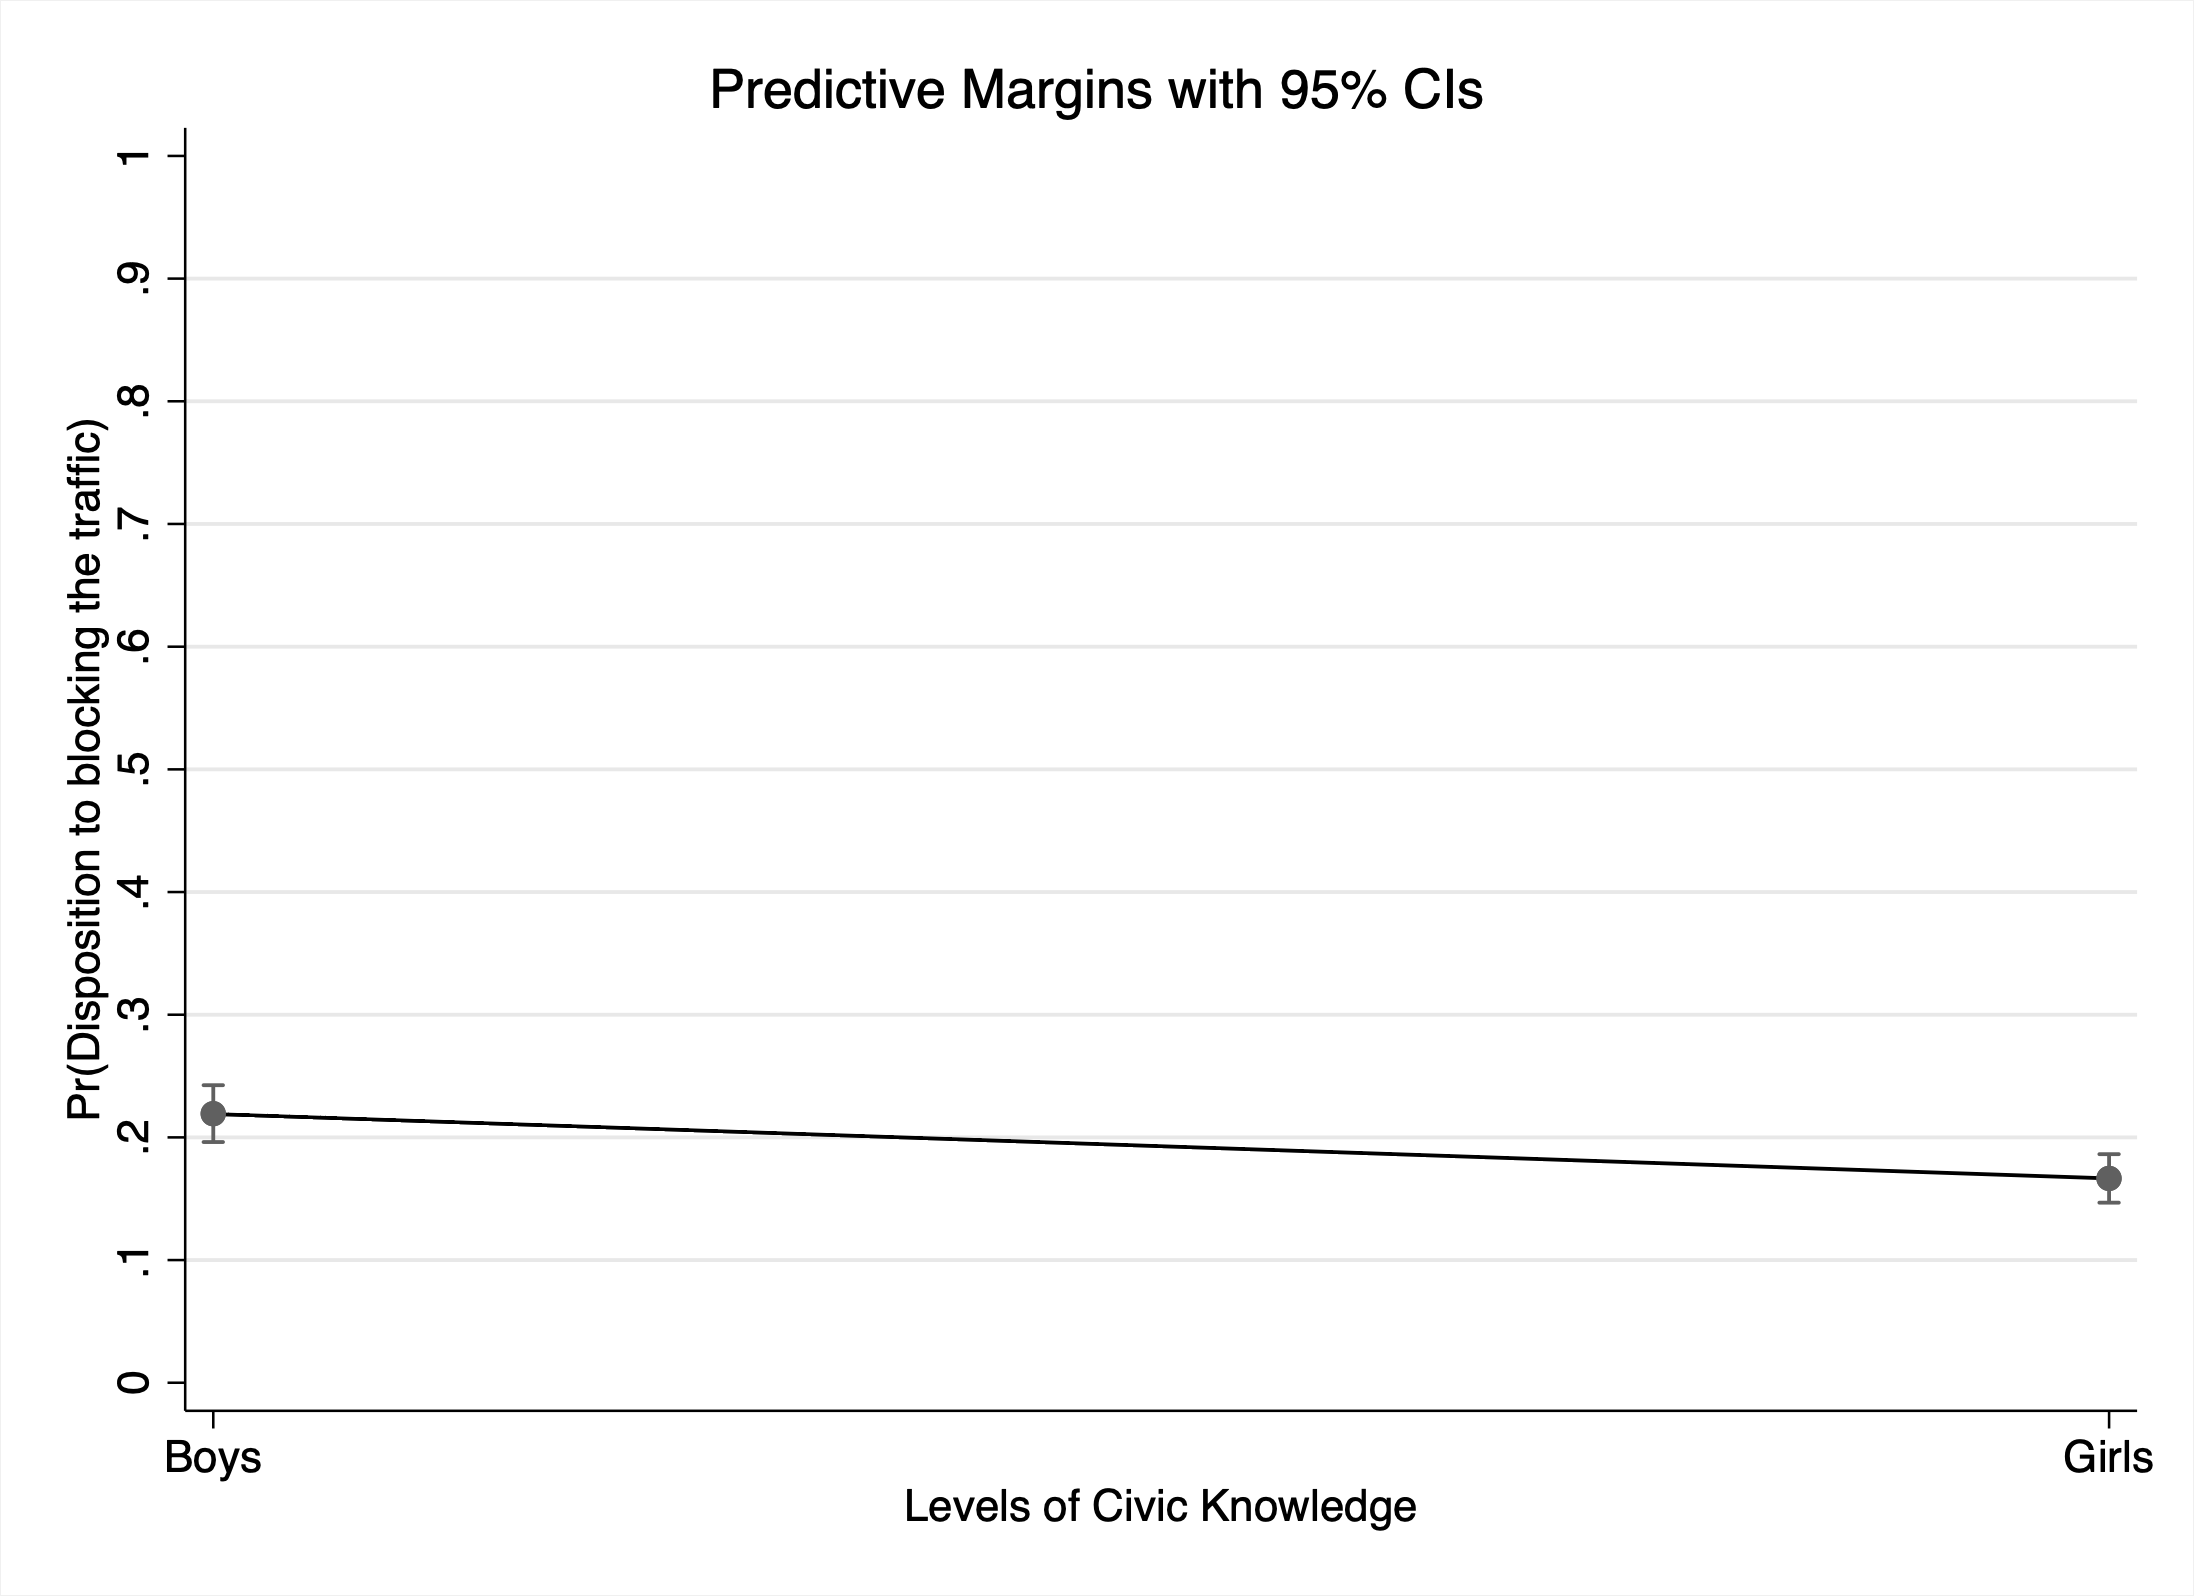 Predictive Margins with 95% CIs
Pr(Disposition to blocking the traffic)
1
.9
.8
.7
.6
.5
.4
.3
.2
.1
0
Boys
Girls
Levels of Civic Knowledge